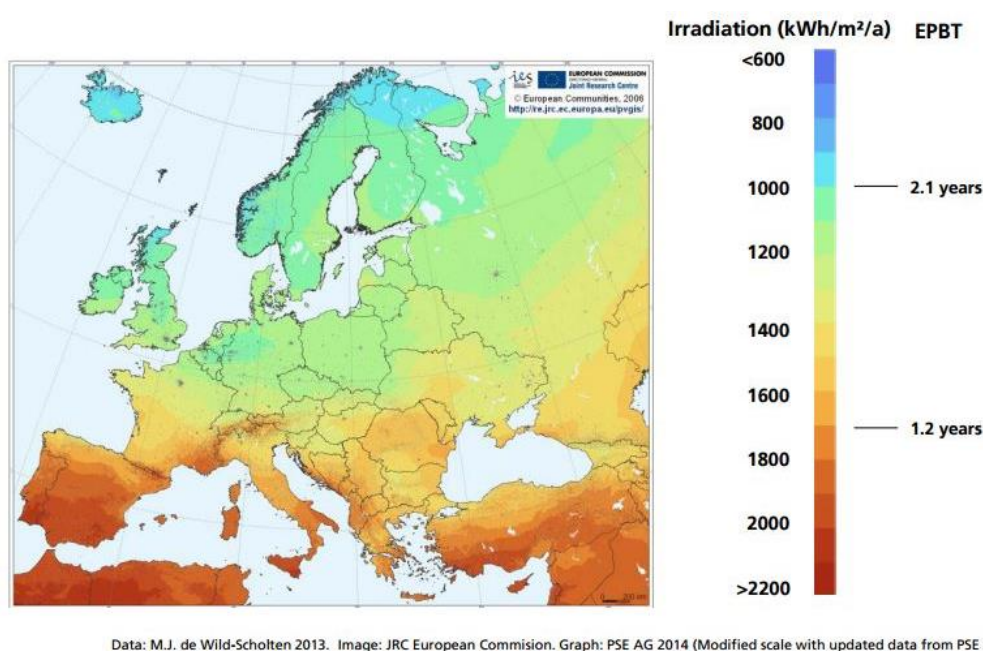 Irradiation (kWh/m²/a) EPBT
<600
800
1000
2.1 years
1200
1400
1600
1.2 years
1800
2000
>2200
ies
EUROPEAN COMMISSION
Joint Research Centre
© European Communities, 2006
http://re.jrc.ec.europa.eu/pvgis/
Data: M.J. de Wild-Scholten 2013. Image: JRC European Commision. Graph: PSE AG 2014 (Modified scale with updated data from PSE